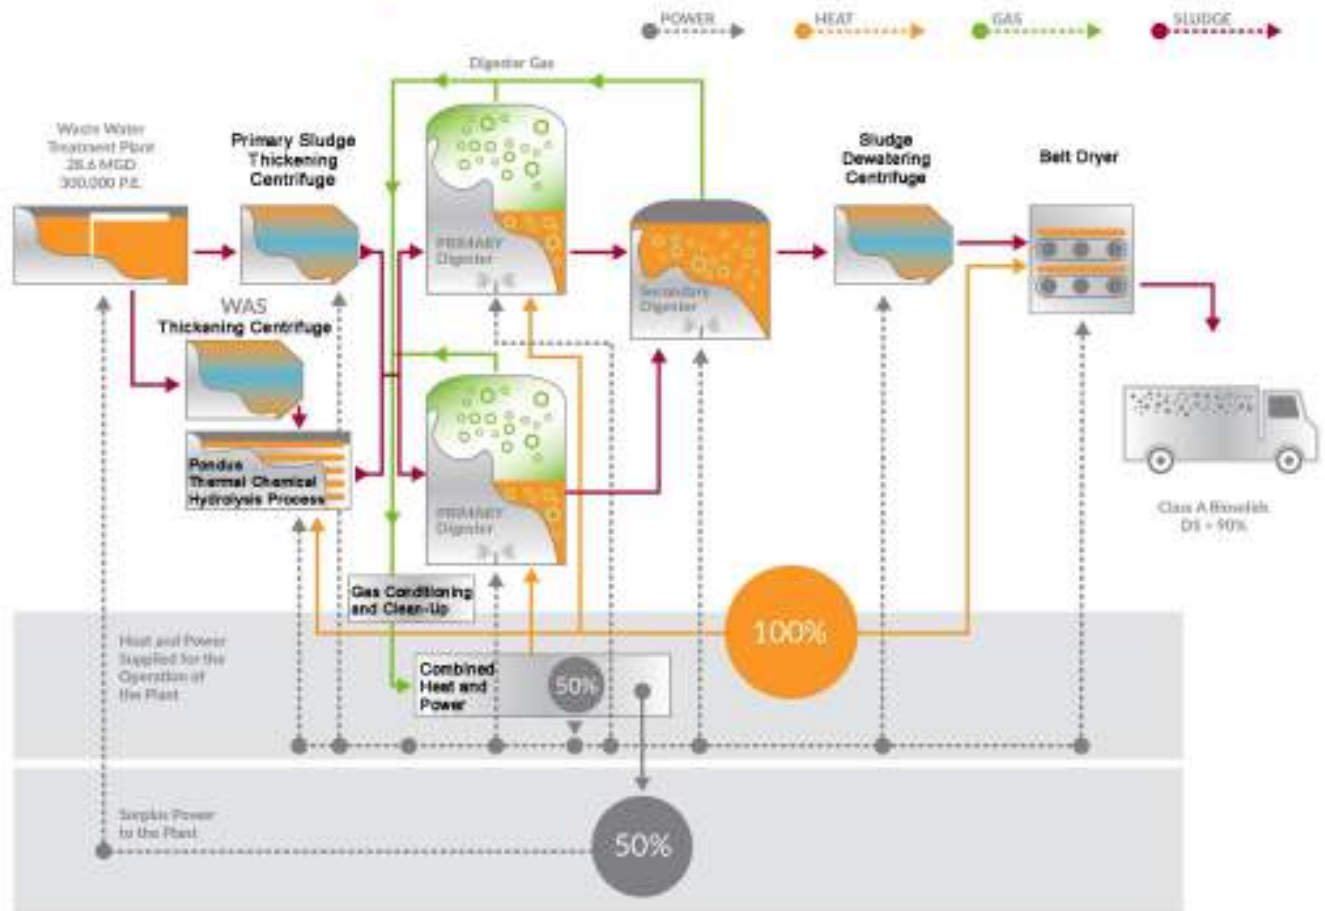 POWER
HEAT
GAS
SLUDGE
Digester Gas
Waste Water
Treatment Plant
28.6 MGD
300,000 P.E.
Primary Sludge
Thickening
Centrifuge
Sludge
Dewatering
Centrifuge
Belt Dryer
PRIMARY
Digester
Secondary
Digester
WAS
Thickening Centrifuge
Pondus
Thermal Chemical
Hydrolysis Process
PRIMARY
Digester
Class A Biosolids
DS = 90%
Gas Conditioning
and Clean-Up
100%
Heat and Power
Supplied for the
Operation of
the Plant
Combined
Heat and
Power
50%
Surplus Power
to the Plant
50%